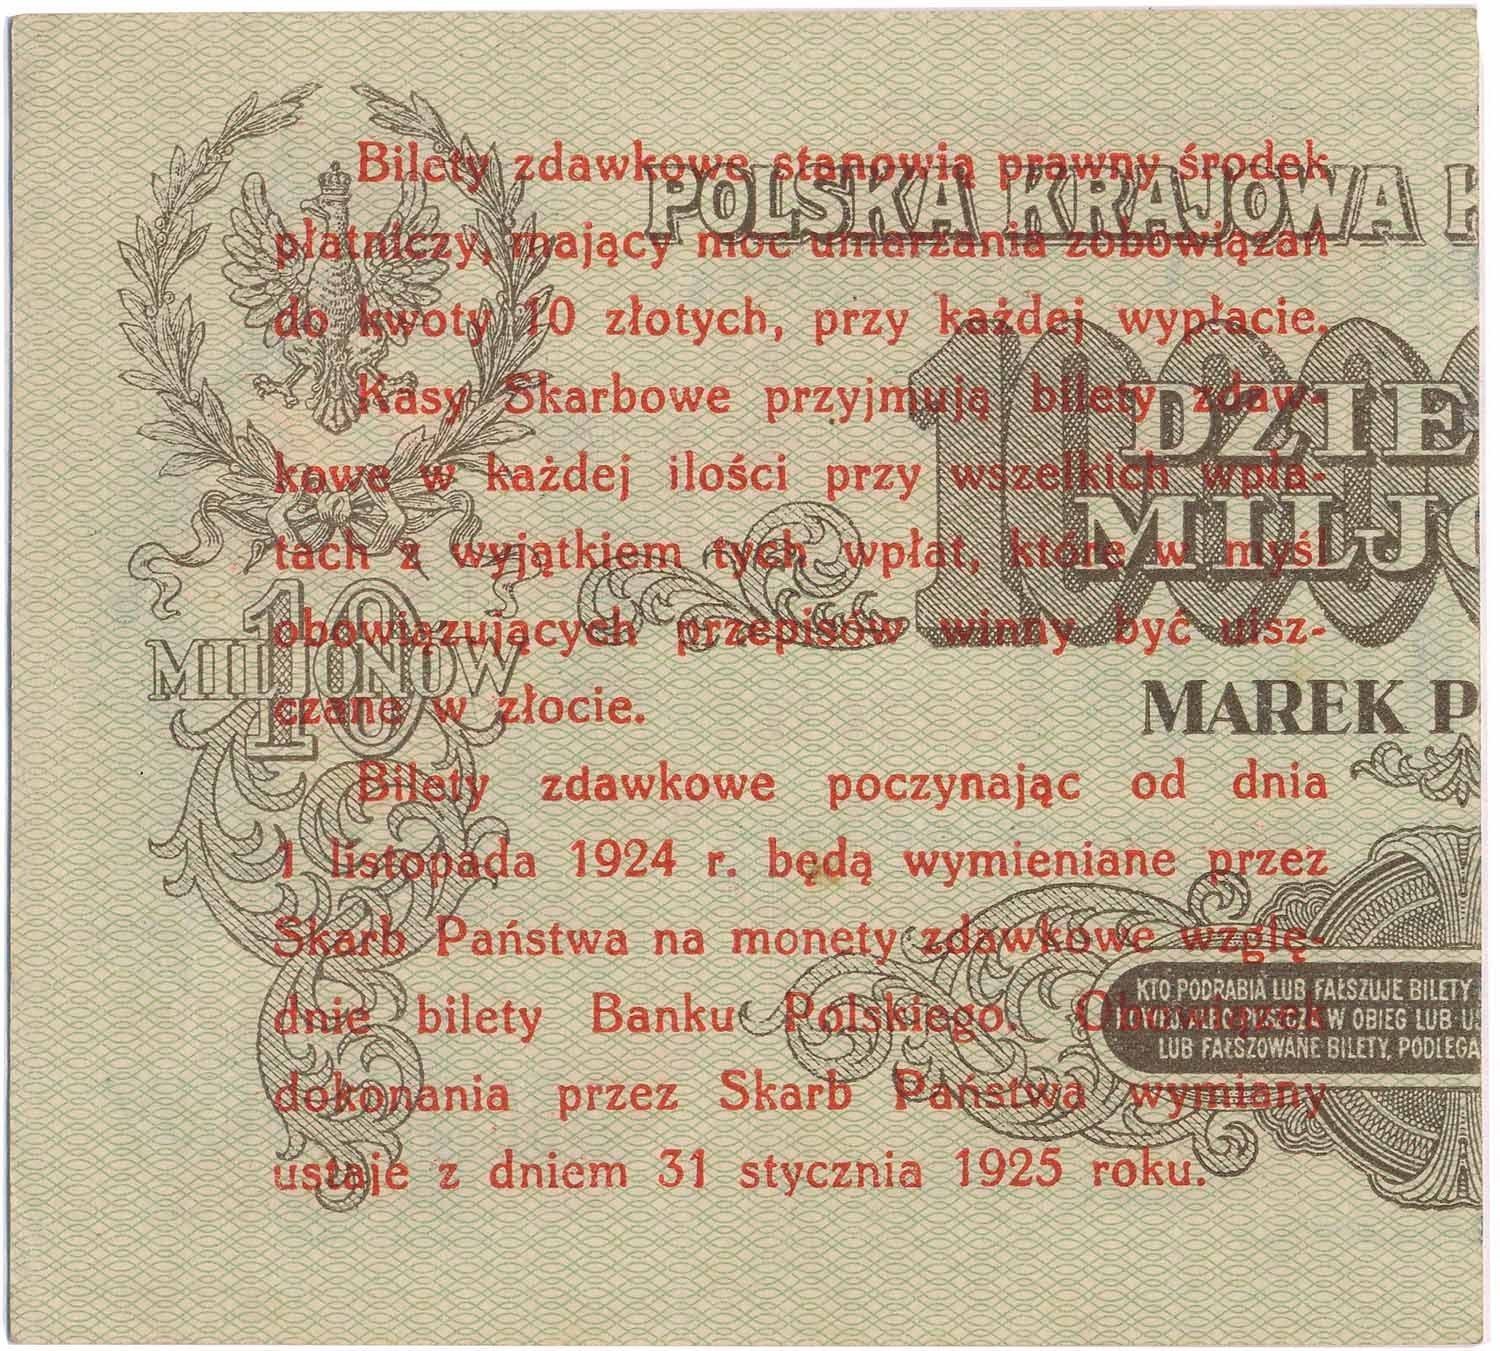 Bilety zdawkowe stanowią prawny środek
płatniczy, mający moc umarzania zobowiązań
do kwoty 10 złotych, przy każdej wypłacie.
Kasy Skarbowe przyjmują bilety zdaw-
kowe w każdej ilości przy wszelkich wpła-
tach z wyjątkiem tych wpłat, które w myśl
obowiązujących przepisów winny być uisz-
czane w złocie.
Bilety zdawkowe poczynając od dnia
1 listopada 1924 r. będą wymieniane przez
Skarb Państwa na monety zdawkowe wzglę-
dnie bilety Banku Polskiego. Obowiązek
dokonania przez Skarb Państwa wymiany
ustaje z dniem 31 stycznia 1925 roku.
POLSKA KRAJOWA K
DZIE
MILJO
MAREK P
10
MILJONÓW
KTO PODRABIA LUB FAŁSZUJE BILETY
W OBIEG LUB US
LUB FAŁSZOWANE BILETY, PODLEGA